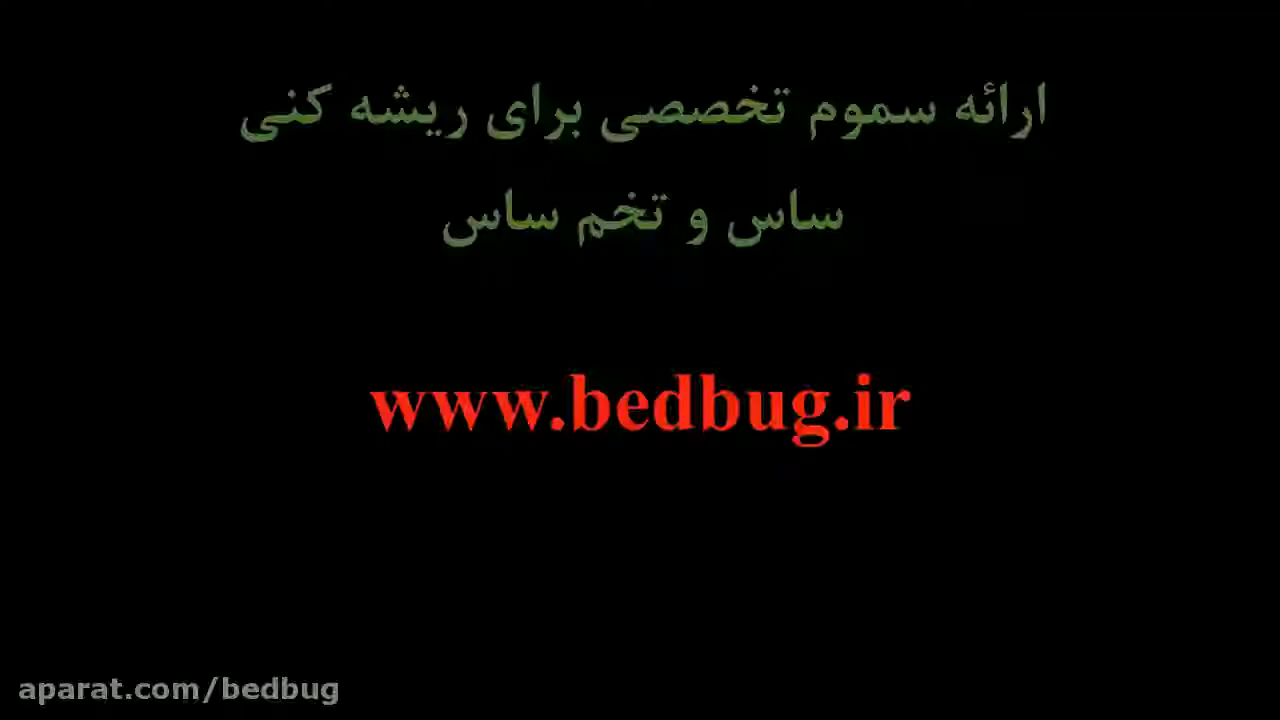 ارائه سموم تخصصی برای ریشه کنی
ساس و تخم ساس
www.bedbug.ir
aparat.com/bedbug